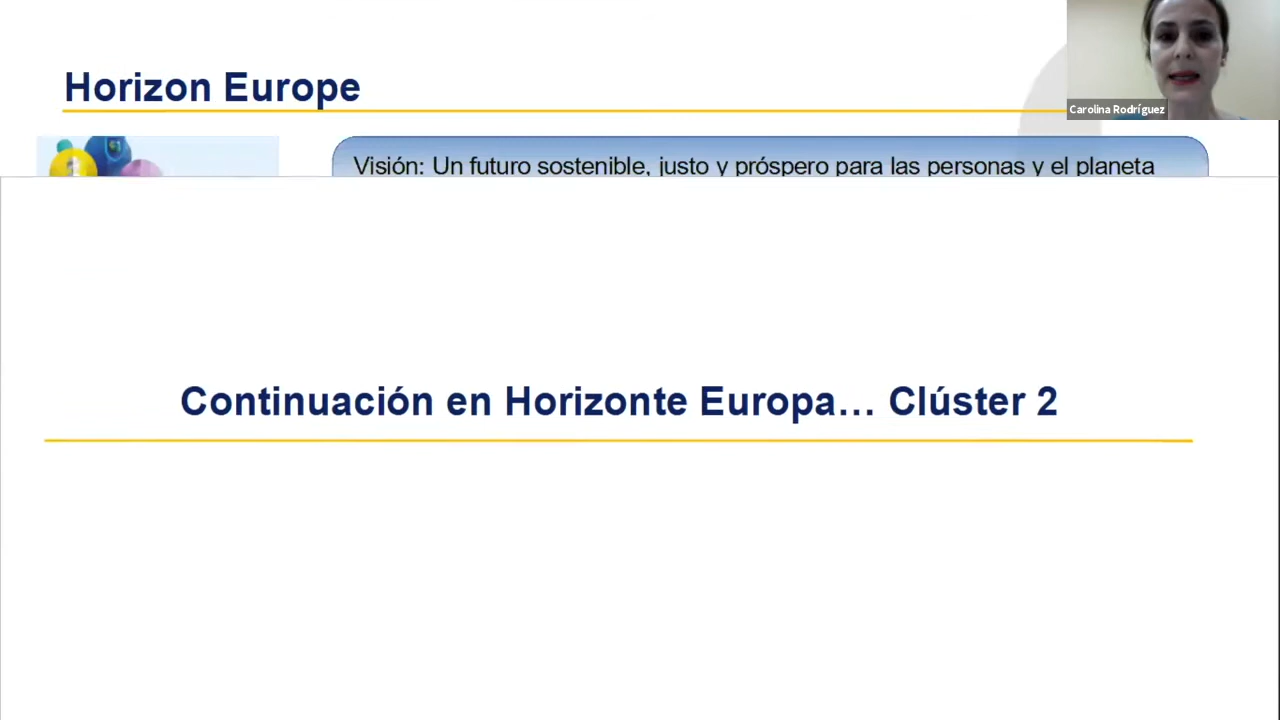 Horizon Europe
Carolina Rodríguez
Visión: Un futuro sostenible, justo y próspero para las personas y el planeta
Continuación en Horizonte Europa… Clúster 2